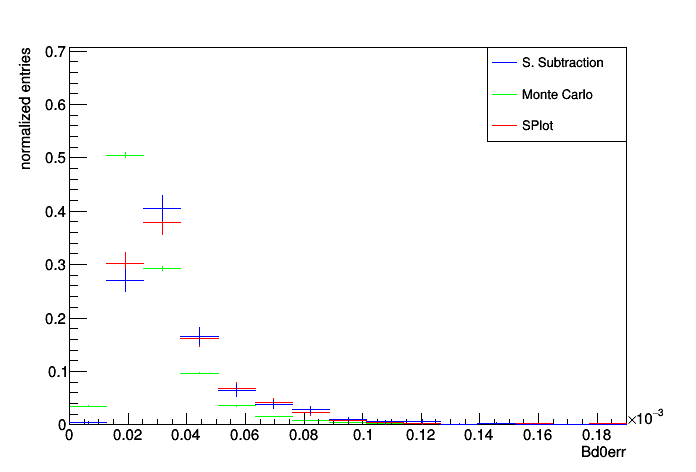 normalized entries
0.7
0.6
0.5
0.4
0.3
0.2
0.1
0
S. Subtraction
Monte Carlo
SPlot
0 0.02 0.04 0.06 0.08 0.1 0.12 0.14 0.16 0.18
×10⁻³
Bd0err